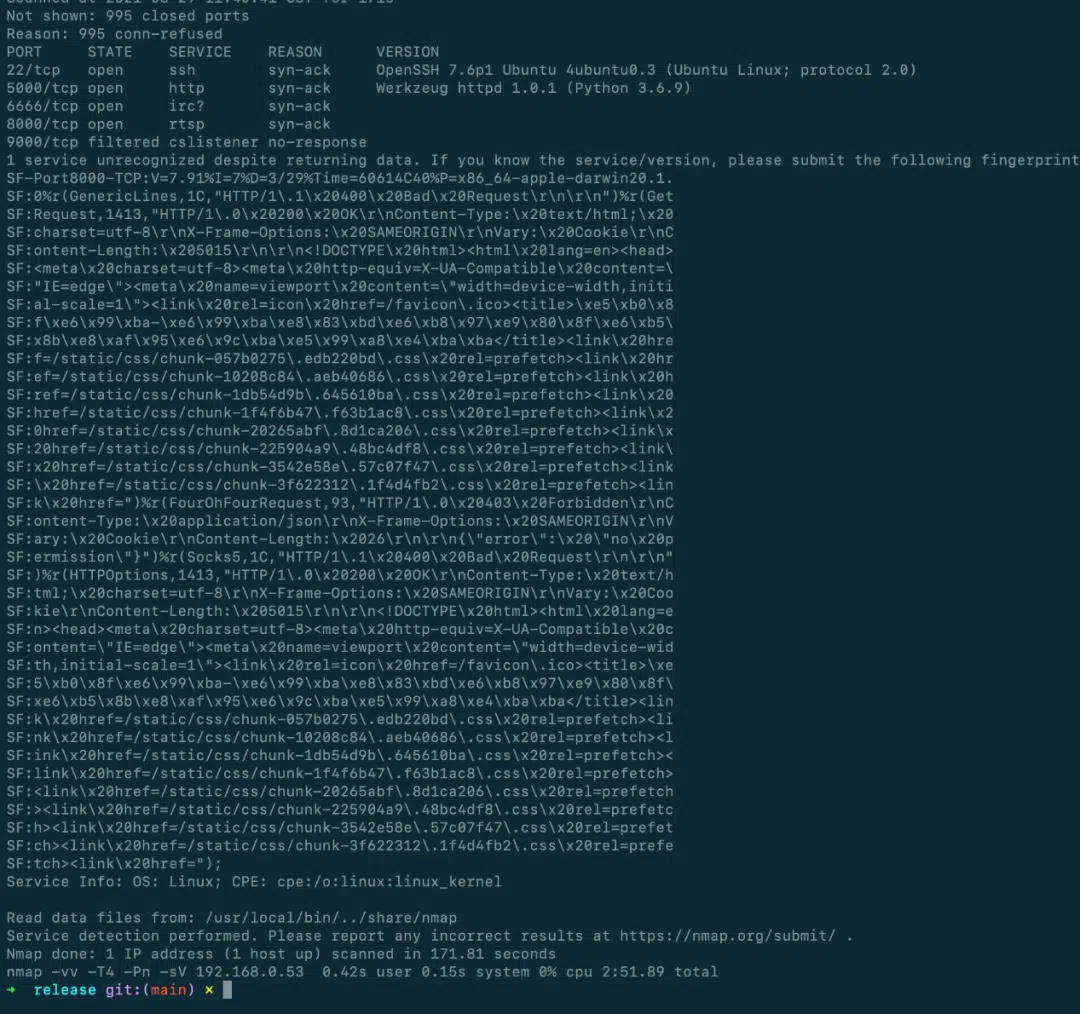 Not shown: 995 closed ports
Reason: 995 conn-refused
PORT     STATE    SERVICE    REASON      VERSION
22/tcp   open     ssh        syn-ack     OpenSSH 7.6p1 Ubuntu 4ubuntu0.3 (Ubuntu Linux; protocol 2.0)
5000/tcp open     http       syn-ack     Werkzeug httpd 1.0.1 (Python 3.6.9)
6666/tcp open     irc?       syn-ack
8000/tcp open     rtsp       syn-ack
9000/tcp filtered cslistener no-response
1 service unrecognized despite returning data. If you know the service/version, please submit the following fingerprint
SF-Port8000-TCP:V=7.91%I=7%D=3/29%Time=60614C40%P=x86_64-apple-darwin20.1.
SF:0%r(GenericLines,1C,"HTTP/1\.1\x20400\x20Bad\x20Request\r\n\r\n")%r(Get
SF:Request,1413,"HTTP/1\.0\x20200\x20OK\r\nContent-Type:\x20text/html;\x20
SF:charset=utf-8\r\nX-Frame-Options:\x20SAMEORIGIN\r\nVary:\x20Cookie\r\nC
SF:ontent-Length:\x205015\r\n\r\n<!DOCTYPE\x20html><html\x20lang=en><head>
SF:<meta\x20charset=utf-8><meta\x20http-equiv=X-UA-Compatible\x20content=\
SF:"IE=edge\"><meta\x20name=viewport\x20content=\"width=device-width,initi
SF:al-scale=1\"><link\x20rel=icon\x20href=/favicon\.ico><title>\xe5\xb0\x8
SF:f\xe6\x99\xba-\xe6\x99\xba\xe8\x83\xbd\xe6\xb8\x97\xe9\x80\x8f\xe6\xb5\
SF:x8b\xe8\xaf\x95\xe6\x9c\xba\xe5\x99\xa8\xe4\xba\xba</title><link\x20hre
SF:f=/static/css/chunk-057b0275\.edb220bd\.css\x20rel=prefetch><link\x20hr
SF:ef=/static/css/chunk-10208c84\.aeb40686\.css\x20rel=prefetch><link\x20h
SF:ref=/static/css/chunk-1db54d9b\.645610ba\.css\x20rel=prefetch><link\x20
SF:href=/static/css/chunk-1f4f6b47\.f63b1ac8\.css\x20rel=prefetch><link\x2
SF:0href=/static/css/chunk-20265abf\.8d1ca206\.css\x20rel=prefetch><link\x
SF:20href=/static/css/chunk-225904a9\.48bc4df8\.css\x20rel=prefetch><link\
SF:x20href=/static/css/chunk-3542e58e\.57c07f47\.css\x20rel=prefetch><link
SF:\x20href=/static/css/chunk-3f622312\.1f4d4fb2\.css\x20rel=prefetch><lin
SF:k\x20href=")%r(FourOhFourRequest,93,"HTTP/1\.0\x20403\x20Forbidden\r\nC
SF:ontent-Type:\x20application/json\r\nX-Frame-Options:\x20SAMEORIGIN\r\nV
SF:ary:\x20Cookie\r\nContent-Length:\x2026\r\n\r\n{\"error\":\x20\"no\x20p
SF:ermission\"}")%r(Socks5,1C,"HTTP/1\.1\x20400\x20Bad\x20Request\r\n\r\n"
SF:)%r(HTTPOptions,1413,"HTTP/1\.0\x20200\x20OK\r\nContent-Type:\x20text/h
SF:tml;\x20charset=utf-8\r\nX-Frame-Options:\x20SAMEORIGIN\r\nVary:\x20Coo
SF:kie\r\nContent-Length:\x205015\r\n\r\n<!DOCTYPE\x20html><html\x20lang=e
SF:n><head><meta\x20charset=utf-8><meta\x20http-equiv=X-UA-Compatible\x20c
SF:ontent=\"IE=edge\"><meta\x20name=viewport\x20content=\"width=device-wid
SF:th,initial-scale=1\"><link\x20rel=icon\x20href=/favicon\.ico><title>\xe
SF:5\xb0\x8f\xe6\x99\xba-\xe6\x99\xba\xe8\x83\xbd\xe6\xb8\x97\xe9\x80\x8f\
SF:xe6\xb5\x8b\xe8\xaf\x95\xe6\x9c\xba\xe5\x99\xa8\xe4\xba\xba</title><lin
SF:k\x20href=/static/css/chunk-057b0275\.edb220bd\.css\x20rel=prefetch><li
SF:nk\x20href=/static/css/chunk-10208c84\.aeb40686\.css\x20rel=prefetch><l
SF:ink\x20href=/static/css/chunk-1db54d9b\.645610ba\.css\x20rel=prefetch><
SF:link\x20href=/static/css/chunk-1f4f6b47\.f63b1ac8\.css\x20rel=prefetch>
SF:<link\x20href=/static/css/chunk-20265abf\.8d1ca206\.css\x20rel=prefetch
SF:><link\x20href=/static/css/chunk-225904a9\.48bc4df8\.css\x20rel=prefetc
SF:h><link\x20href=/static/css/chunk-3542e58e\.57c07f47\.css\x20rel=prefet
SF:ch><link\x20href=/static/css/chunk-3f622312\.1f4d4fb2\.css\x20rel=prefe
SF:tch><link\x20href=");
Service Info: OS: Linux; CPE: cpe:/o:linux:linux_kernel

Read data files from: /usr/local/bin/../share/nmap
Service detection performed. Please report any incorrect results at https://nmap.org/submit/ .
Nmap done: 1 IP address (1 host up) scanned in 171.81 seconds
nmap -vv -T4 -Pn -sV 192.168.0.53  0.42s user 0.15s system 0% cpu 2:51.89 total
→ release git:(main) ×